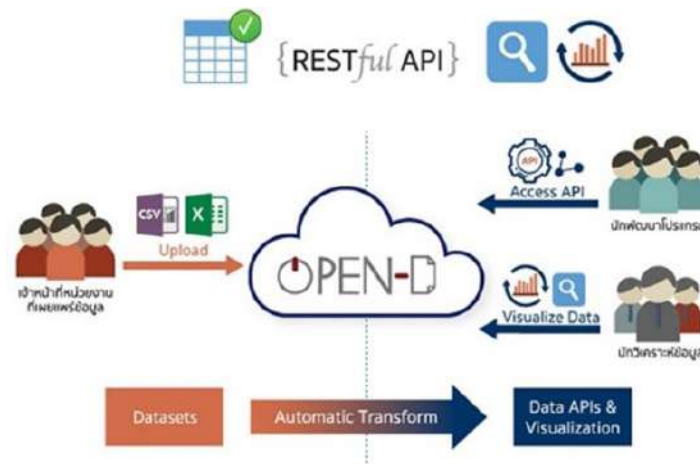 {RESTful API}
API
Access API
CSV
X
Upload
นักพัฒนาโปรแกรม
OPEN-D
เจ้าหน้าที่หน่วยงาน
ที่เผยแพร่ข้อมูล
Visualize Data
นักวิเคราะห์ข้อมูล
Datasets
Automatic Transform
Data APIs &
Visualization